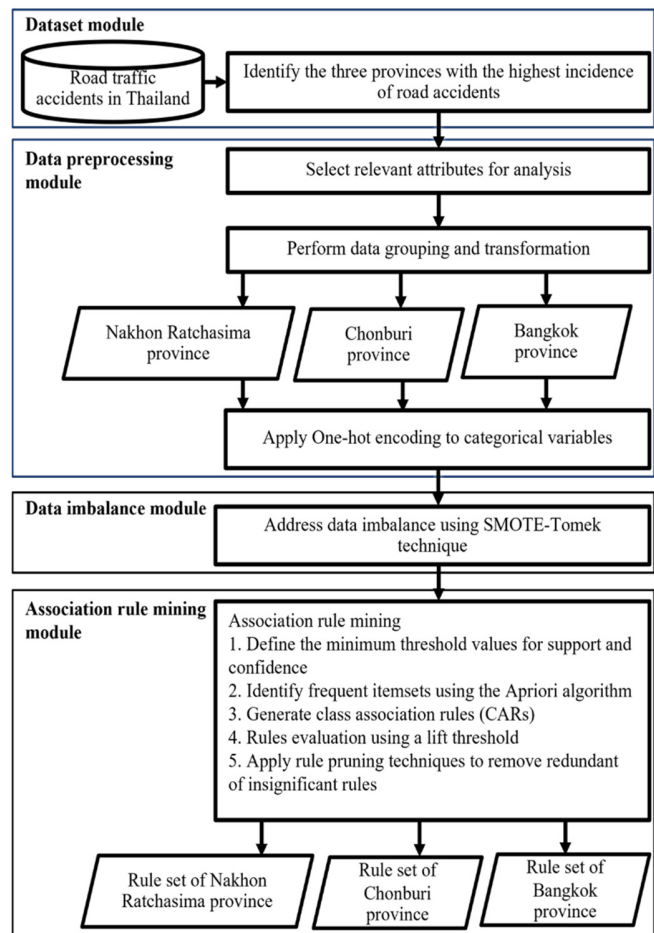 Dataset module
Road traffic
accidents in Thailand
Identify the three provinces with the highest incidence
of road accidents
Data preprocessing
module
Select relevant attributes for analysis
Perform data grouping and transformation
Nakhon Ratchasima
province
Chonburi
province
Bangkok
province
Apply One-hot encoding to categorical variables
Data imbalance module
Address data imbalance using SMOTE-Tomek
technique
Association rule mining
module
Association rule mining
1. Define the minimum threshold values for support and
confidence
2. Identify frequent itemsets using the Apriori algorithm
3. Generate class association rules (CARs)
4. Rules evaluation using a lift threshold
5. Apply rule pruning techniques to remove redundant
of insignificant rules
Rule set of Nakhon
Ratchasima province
Rule set of
Chonburi
province
Rule set of
Bangkok
province